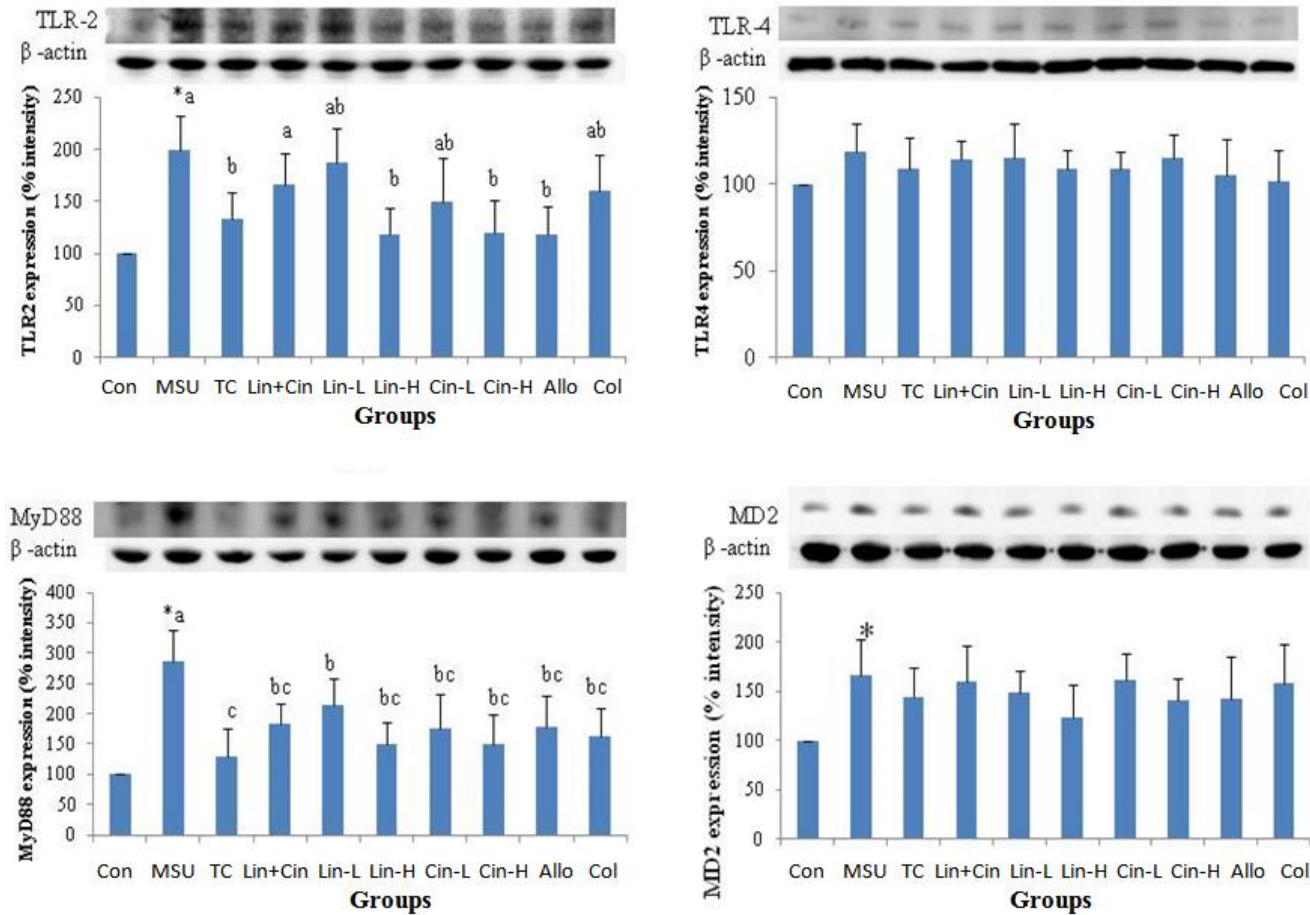 TLR-2
β -actin
250
200
150
100
50
0
TLR2 expression (% intensity)
*a
b
a
ab
b
ab
b
b
ab
Con MSU TC Lin+Cin Lin-L Lin-H Cin-L Cin-H Allo Col
Groups
TLR-4
β -actin
150
100
50
0
TLR4 expression (% intensity)
Con MSU TC Lin+Cin Lin-L Lin-H Cin-L Cin-H Allo Col
Groups
MyD88
β -actin
400
350
300
250
200
150
100
50
0
MyD88 expression (% intensity)
*a
c
bc
b
bc
bc
bc
bc
bc
Con MSU TC Lin+Cin Lin-L Lin-H Cin-L Cin-H Allo Col
Groups
MD2
β -actin
250
200
150
100
50
0
MD2 expression (% intensity)
*
Con MSU TC Lin+Cin Lin-L Lin-H Cin-L Cin-H Allo Col
Groups